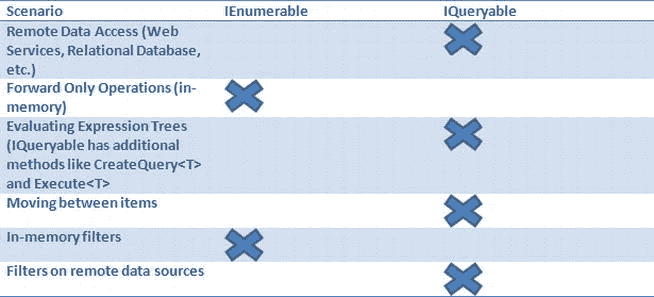 Scenario IEnumerable IQueryable
Remote Data Access (Web
Services, Relational Database,
etc.)
Forward Only Operations (in-
memory)
Evaluating Expression Trees
(IQueryable has additional
methods like CreateQuery<T>
and Execute<T>
Moving between items
In-memory filters
Filters on remote data sources